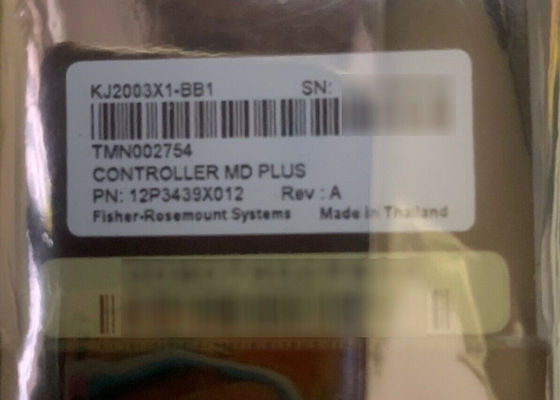 KJ2003X1-BB1 SN:
TMN002754
CONTROLLER MD PLUS
PN: 12P3439X012 Rev : A
Fisher-Rosemount Systems Made in Thailand